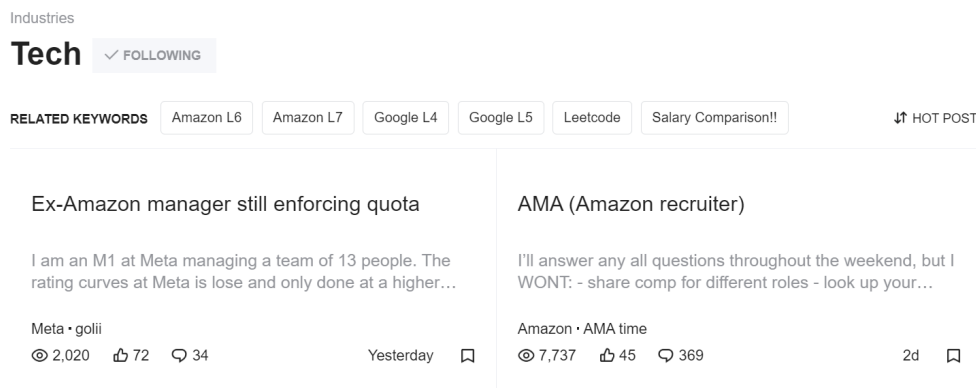 Industries
Tech FOLLOWING
RELATED KEYWORDS Amazon L6 Amazon L7 Google L4 Google L5 Leetcode Salary Comparison!! HOT POST
Ex-Amazon manager still enforcing quota
I am an M1 at Meta managing a team of 13 people. The
rating curves at Meta is lose and only done at a higher…
Meta · golii
2,020 72 34 Yesterday
AMA (Amazon recruiter)
I'll answer any all questions throughout the weekend, but I
WONT: - share comp for different roles - look up your…
Amazon · AMA time
7,737 45 369 2d